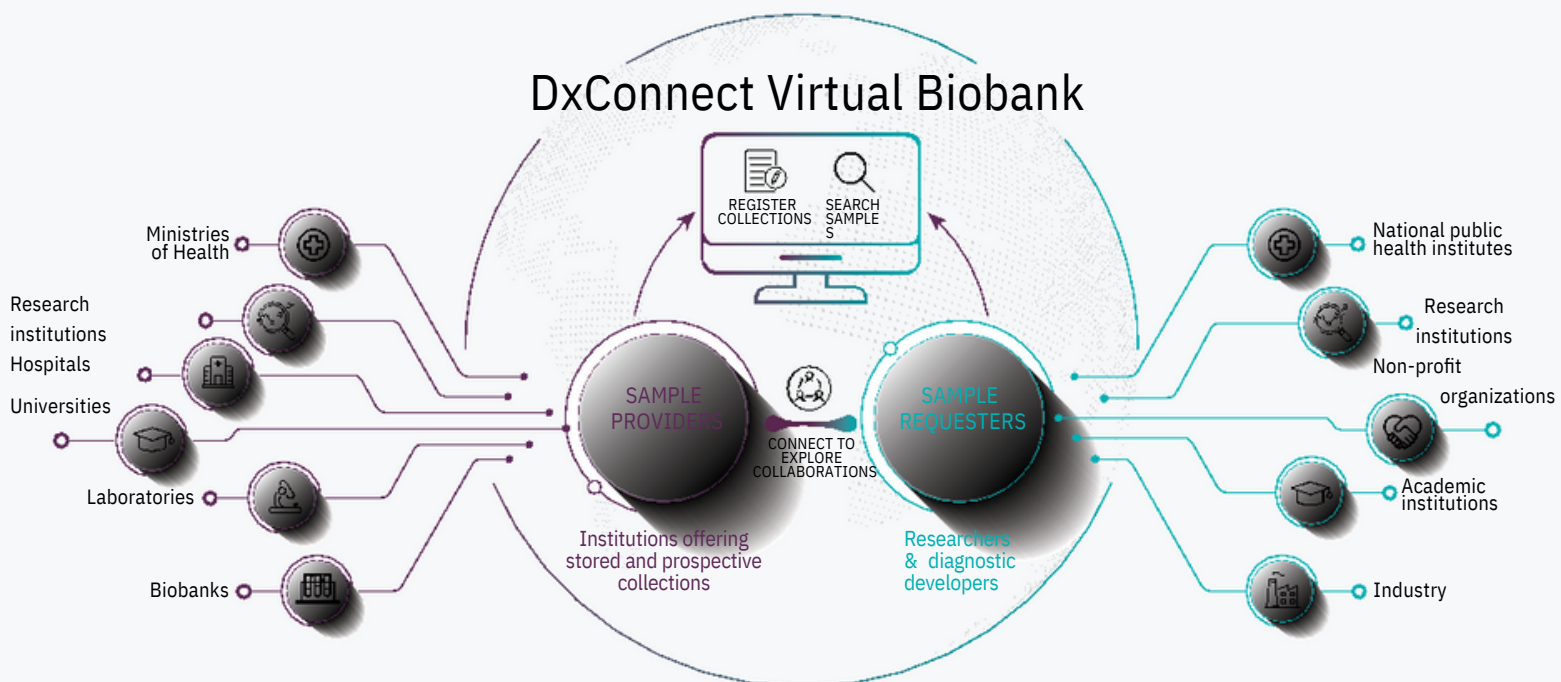 DxConnect Virtual Biobank
REGISTER
COLLECTIONS
SEARCH
SAMPLE
S
Ministries
of Health
Research
institutions
Hospitals
Universities
Laboratories
Biobanks
SAMPLE
PROVIDERS
Institutions offering
stored and prospective
collections
CONNECT TO
EXPLORE
COLLABORATIONS
SAMPLE
REQUESTERS
Researchers
& diagnostic
developers
National public
health institutes
Research
institutions
Non-profit
organizations
Academic
institutions
Industry